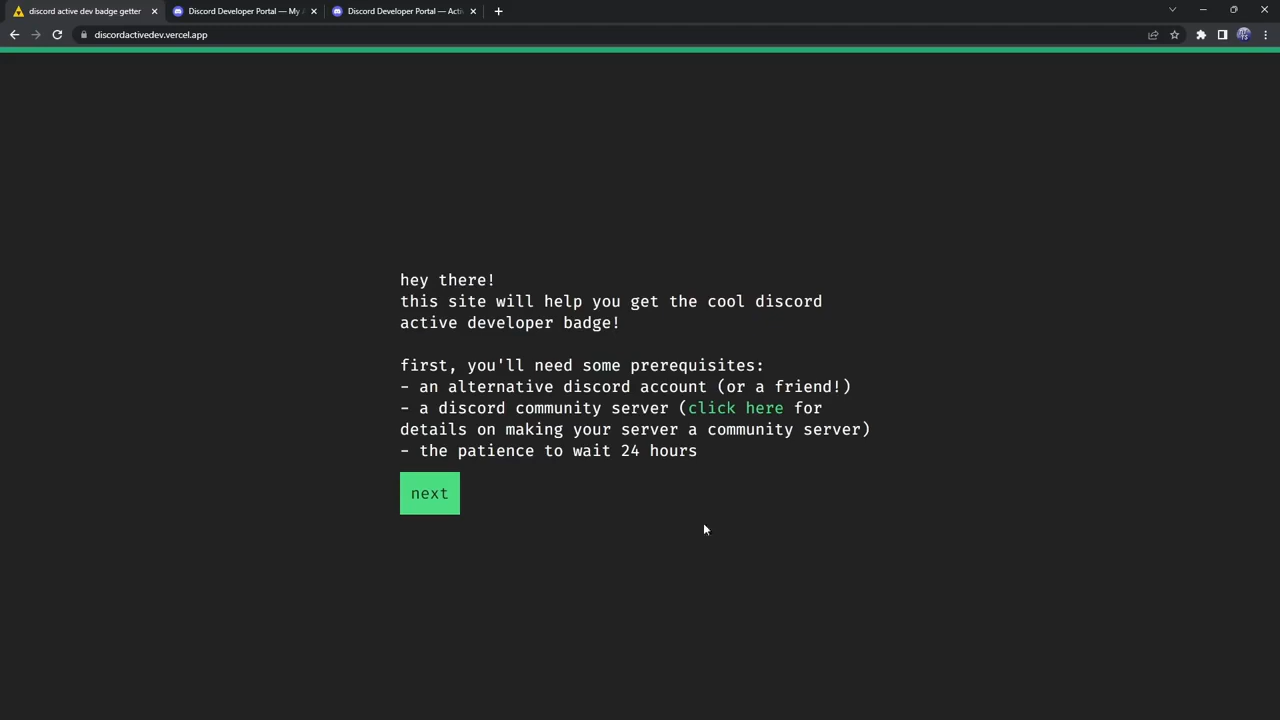 discord active dev badge getter
Discord Developer Portal — My
Discord Developer Portal — Acti
discordactivedev.vercel.app
hey there!
this site will help you get the cool discord
active developer badge!
first, you'll need some prerequisites:
- an alternative discord account (or a friend!)
- a discord community server (click here for
details on making your server a community server)
- the patience to wait 24 hours
next